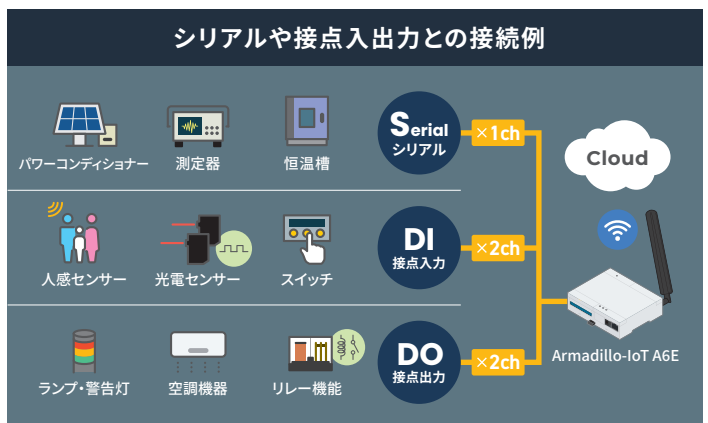 シリアルや接点入出力との接続例
パワーコンディショナー
測定器
恒温槽
Serial
シリアル
×1ch
Cloud
人感センサー
光電センサー
スイッチ
DI
接点入力
×2ch
ランプ・警告灯
空調機器
リレー機能
DO
接点出力
×2ch
Armadillo-IoT A6E